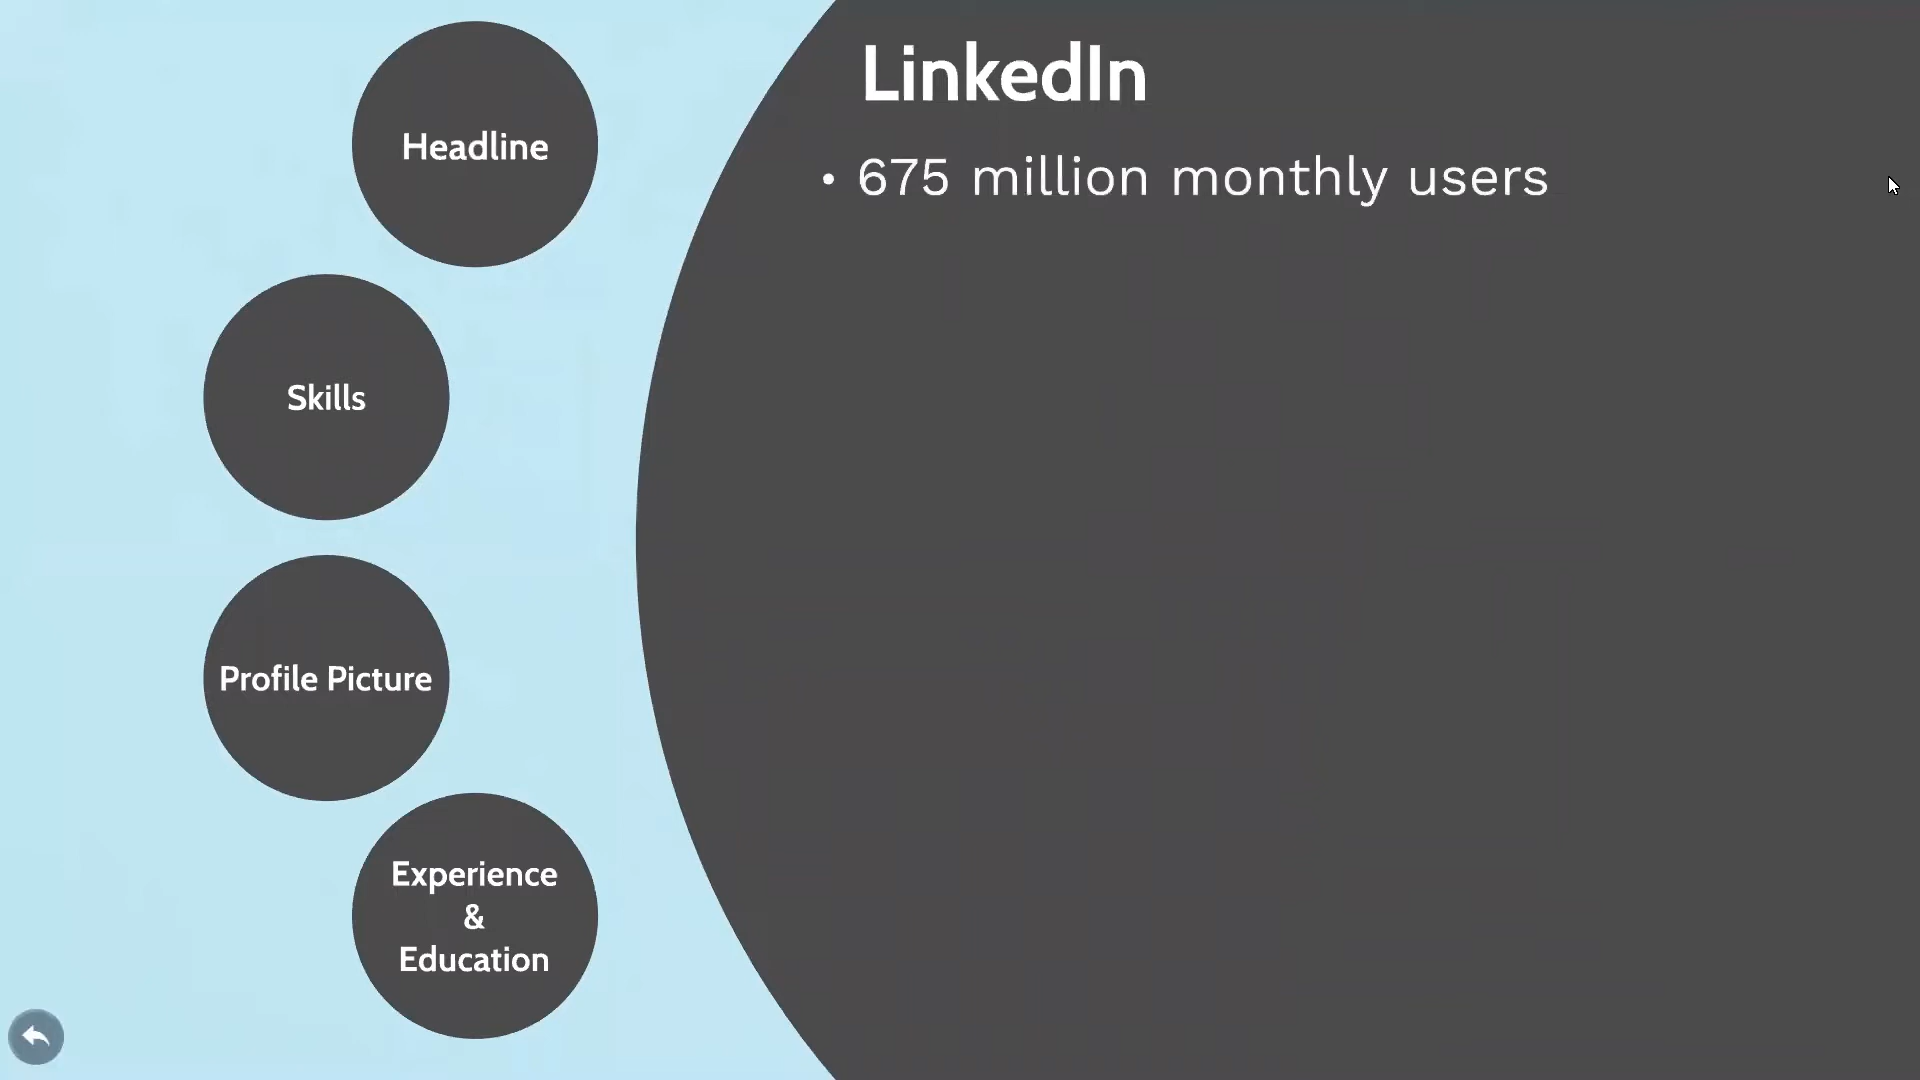 LinkedIn
• 675 million monthly users
Headline
Skills
Profile Picture
Experience
&
Education